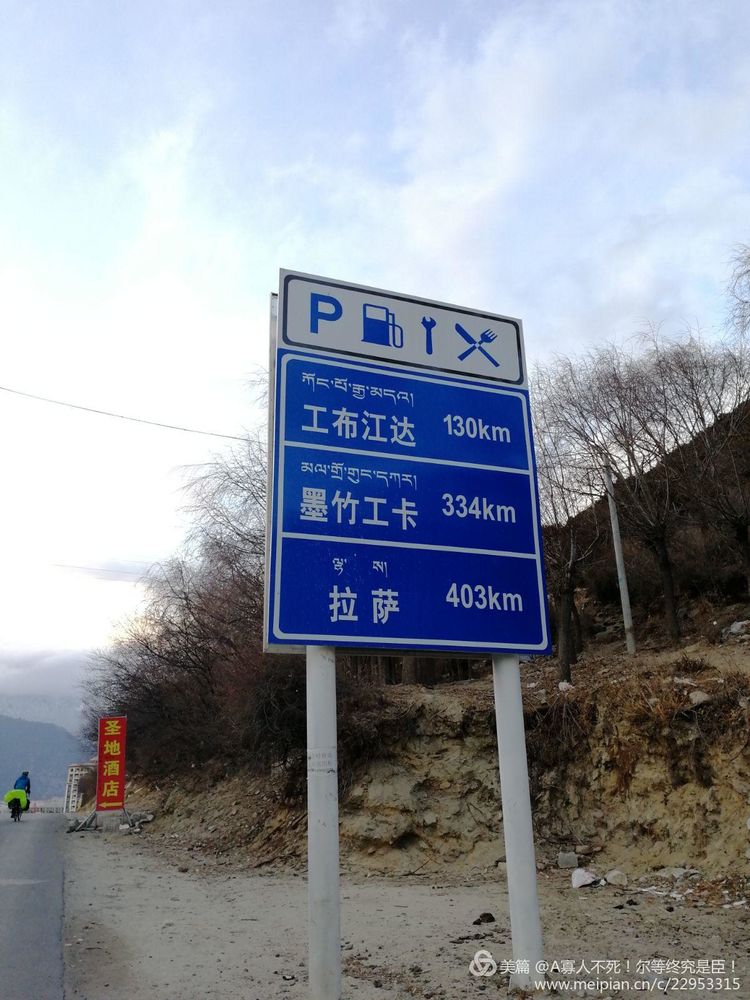 P
ཀོང་པོ་རྒྱ་མདའ།
工布江达 130km
མལ་གྲོ་གུང་དཀར།
墨竹工卡 334km
ལྷ་ས།
拉萨 403km
圣地酒店
美篇 @A寡人不死！尔等终究是臣！
www.meipian.cn/c/22953315